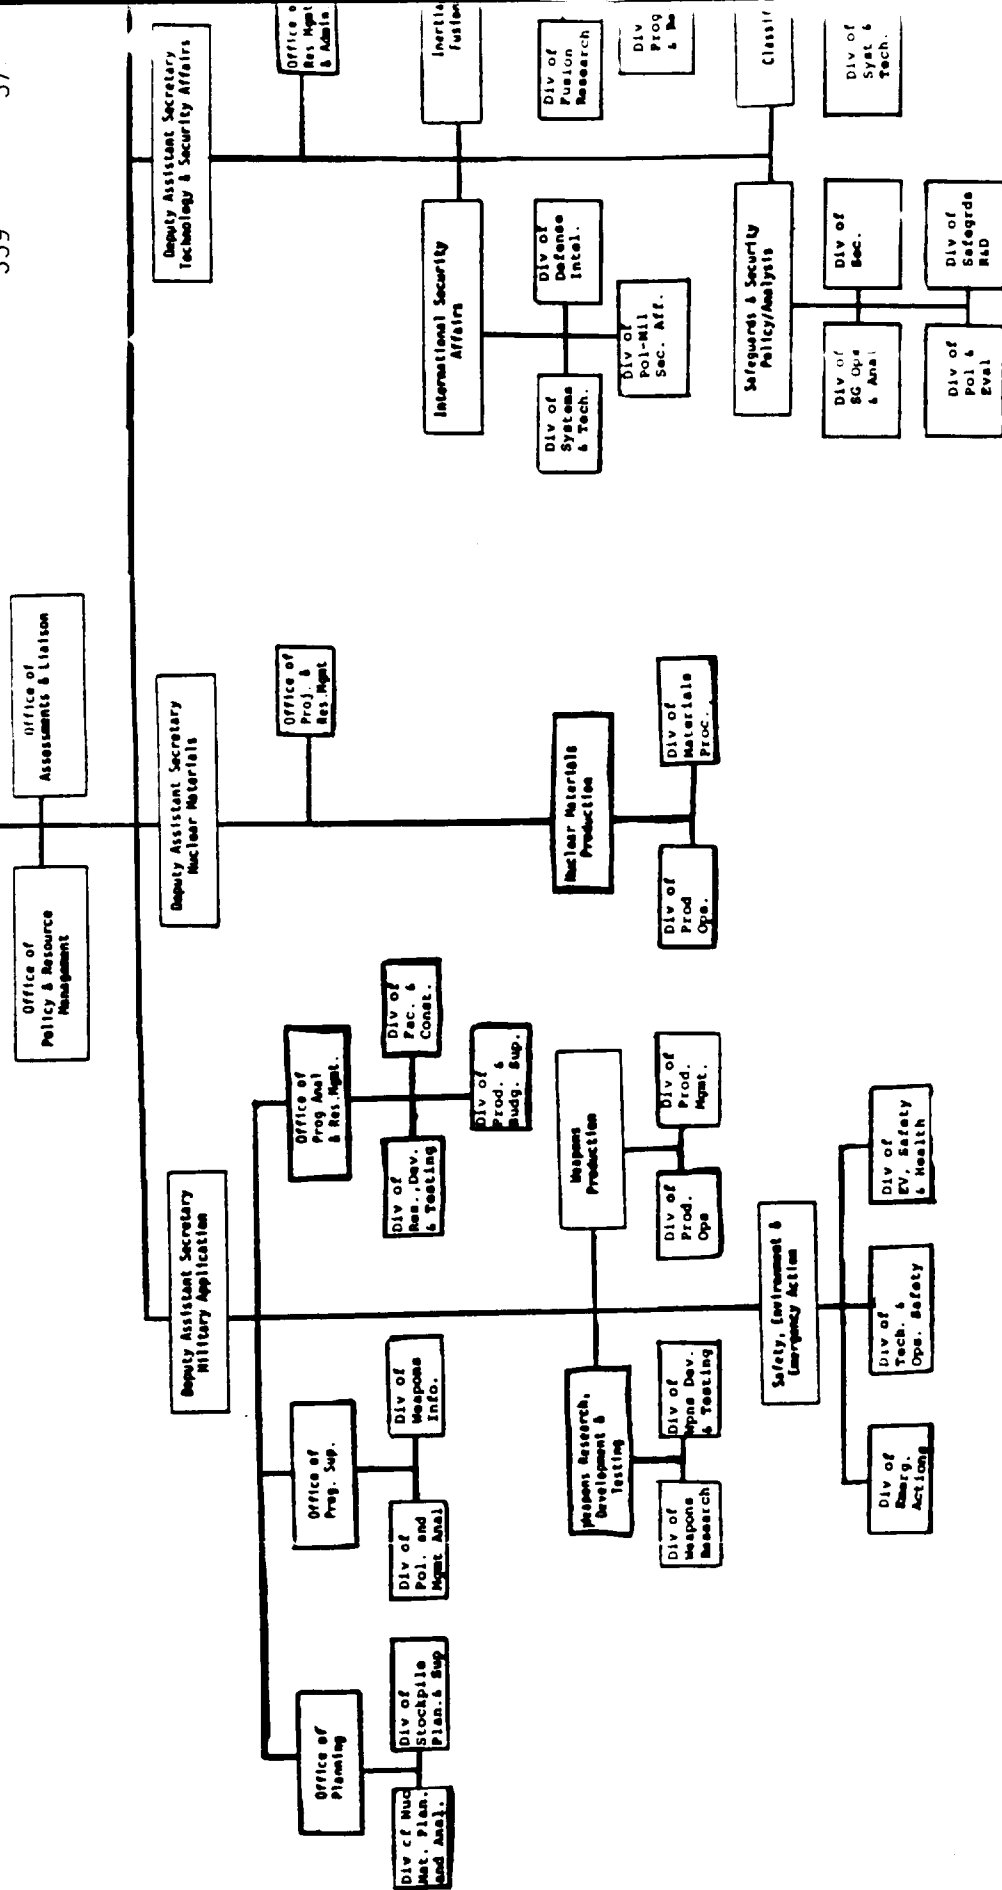 Office of
Policy & Resource
Management
Office of
Assessments & Liaison
Deputy Assistant Secretary
Military Application
Deputy Assistant Secretary
Nuclear Materials
Deputy Assistant Secretary
Technology & Security Affairs
Office of
Planning
Div of Nuc
Mat. Plan.
and Anal.
Div of
Stockpile
Plan.& Sup
Office of
Prog. Sup.
Div of
Pol. and
Mgmt Anal
Div of
Weapons
Info.
Office of
Prog Anal
& Res.Mgmt.
Div of
Res.,Dev.
& Testing
Div of
Fac. &
Const.
Div of
Prod. &
Budg. Sup.
Weapons Research,
Development &
Testing
Div of
Weapons
Research
Div of
Wpns Dev.
& Testing
Weapons
Production
Div of
Prod.
Ops
Div of
Prod.
Mgmt.
Safety, Environment &
Emergency Action
Div of
Emerg.
Actions
Div of
Tech. &
Ops. Safety
Div of
EV, Safety
& Health
Office of
Proj. &
Res.Mgmt
Nuclear Materials
Production
Div of
Prod
Ops.
Div of
Materials
Proc.
Office o
Res Mgmt
& Admin
International Security
Affairs
Div of
Systems
& Tech.
Div of
Defense
Intel.
Div of
Pol-Mil
Sec. Aff.
Inertia
Fusion
Div of
Fusion
Research
Div
Prog
Safeguards & Security
Policy/Analysis
Div of
SG Ops
& Anal
Div of
Sec.
Div of
Pol &
Eval
Div of
Safegrds
R&D
Classif
Div of
Syst &
Tech.